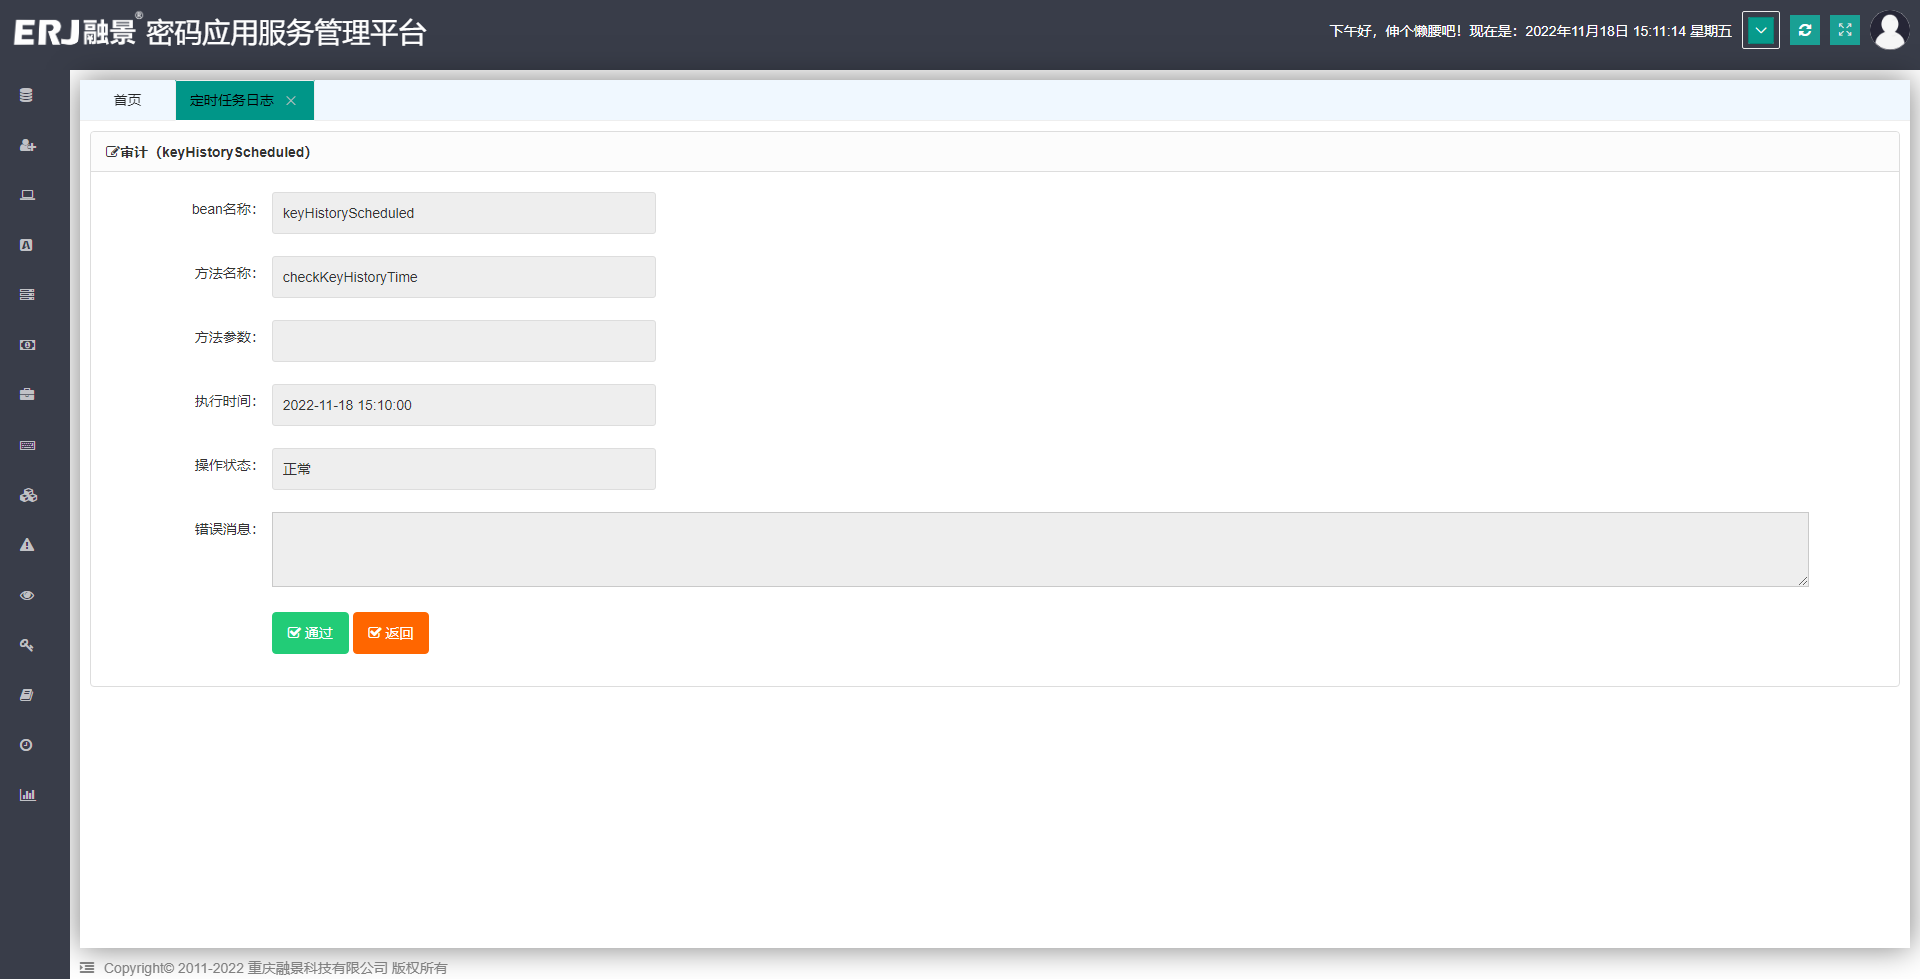 ERJ融景® 密码应用服务管理平台
下午好，伸个懒腰吧！现在是：2022年11月18日 15:11:14 星期五
首页
定时任务日志
审计（keyHistoryScheduled）
bean名称：
keyHistoryScheduled
方法名称：
checkKeyHistoryTime
方法参数：
执行时间：
2022-11-18 15:10:00
操作状态：
正常
错误消息：
通过
返回
Copyright© 2011-2022 重庆融景科技有限公司 版权所有